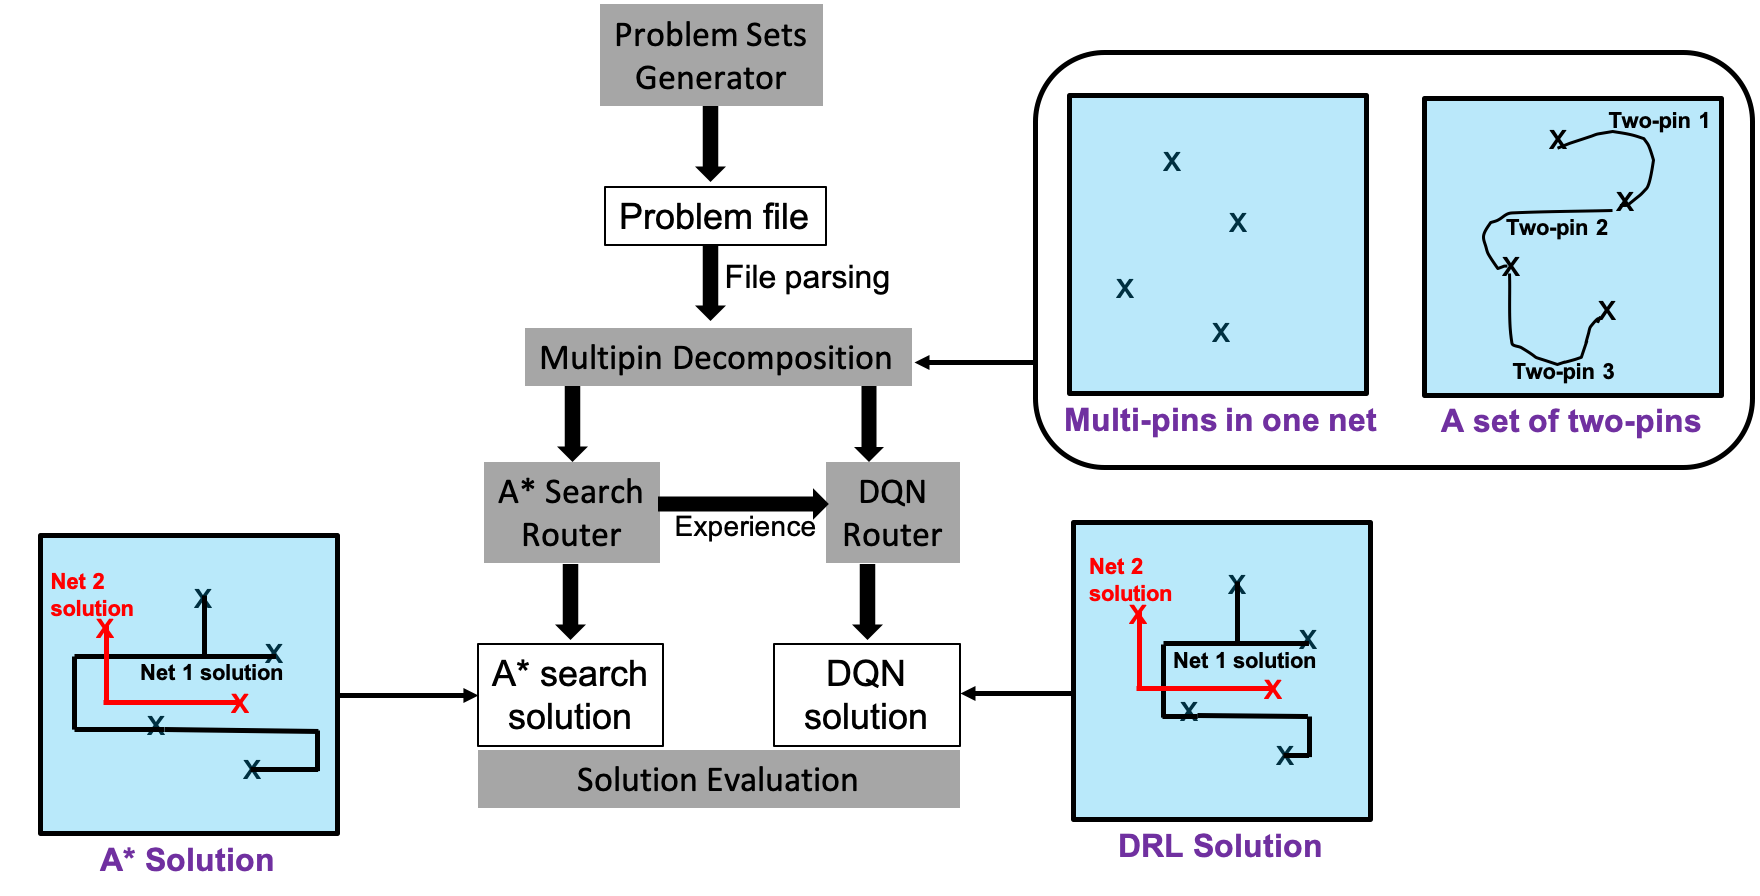 Problem Sets
Generator
Problem file
File parsing
Multipin Decomposition
X
X
X
X
Multi-pins in one net
Two-pin 1
X
X
Two-pin 2
X
X
Two-pin 3
A set of two-pins
A* Search
Router
Experience
DQN
Router
Net 2
solution
X
X
X
Net 1 solution
X
X
X
A* Solution
A* search
solution
DQN
solution
Solution Evaluation
Net 2
solution
X
X
X
Net 1 solution
X
X
X
DRL Solution